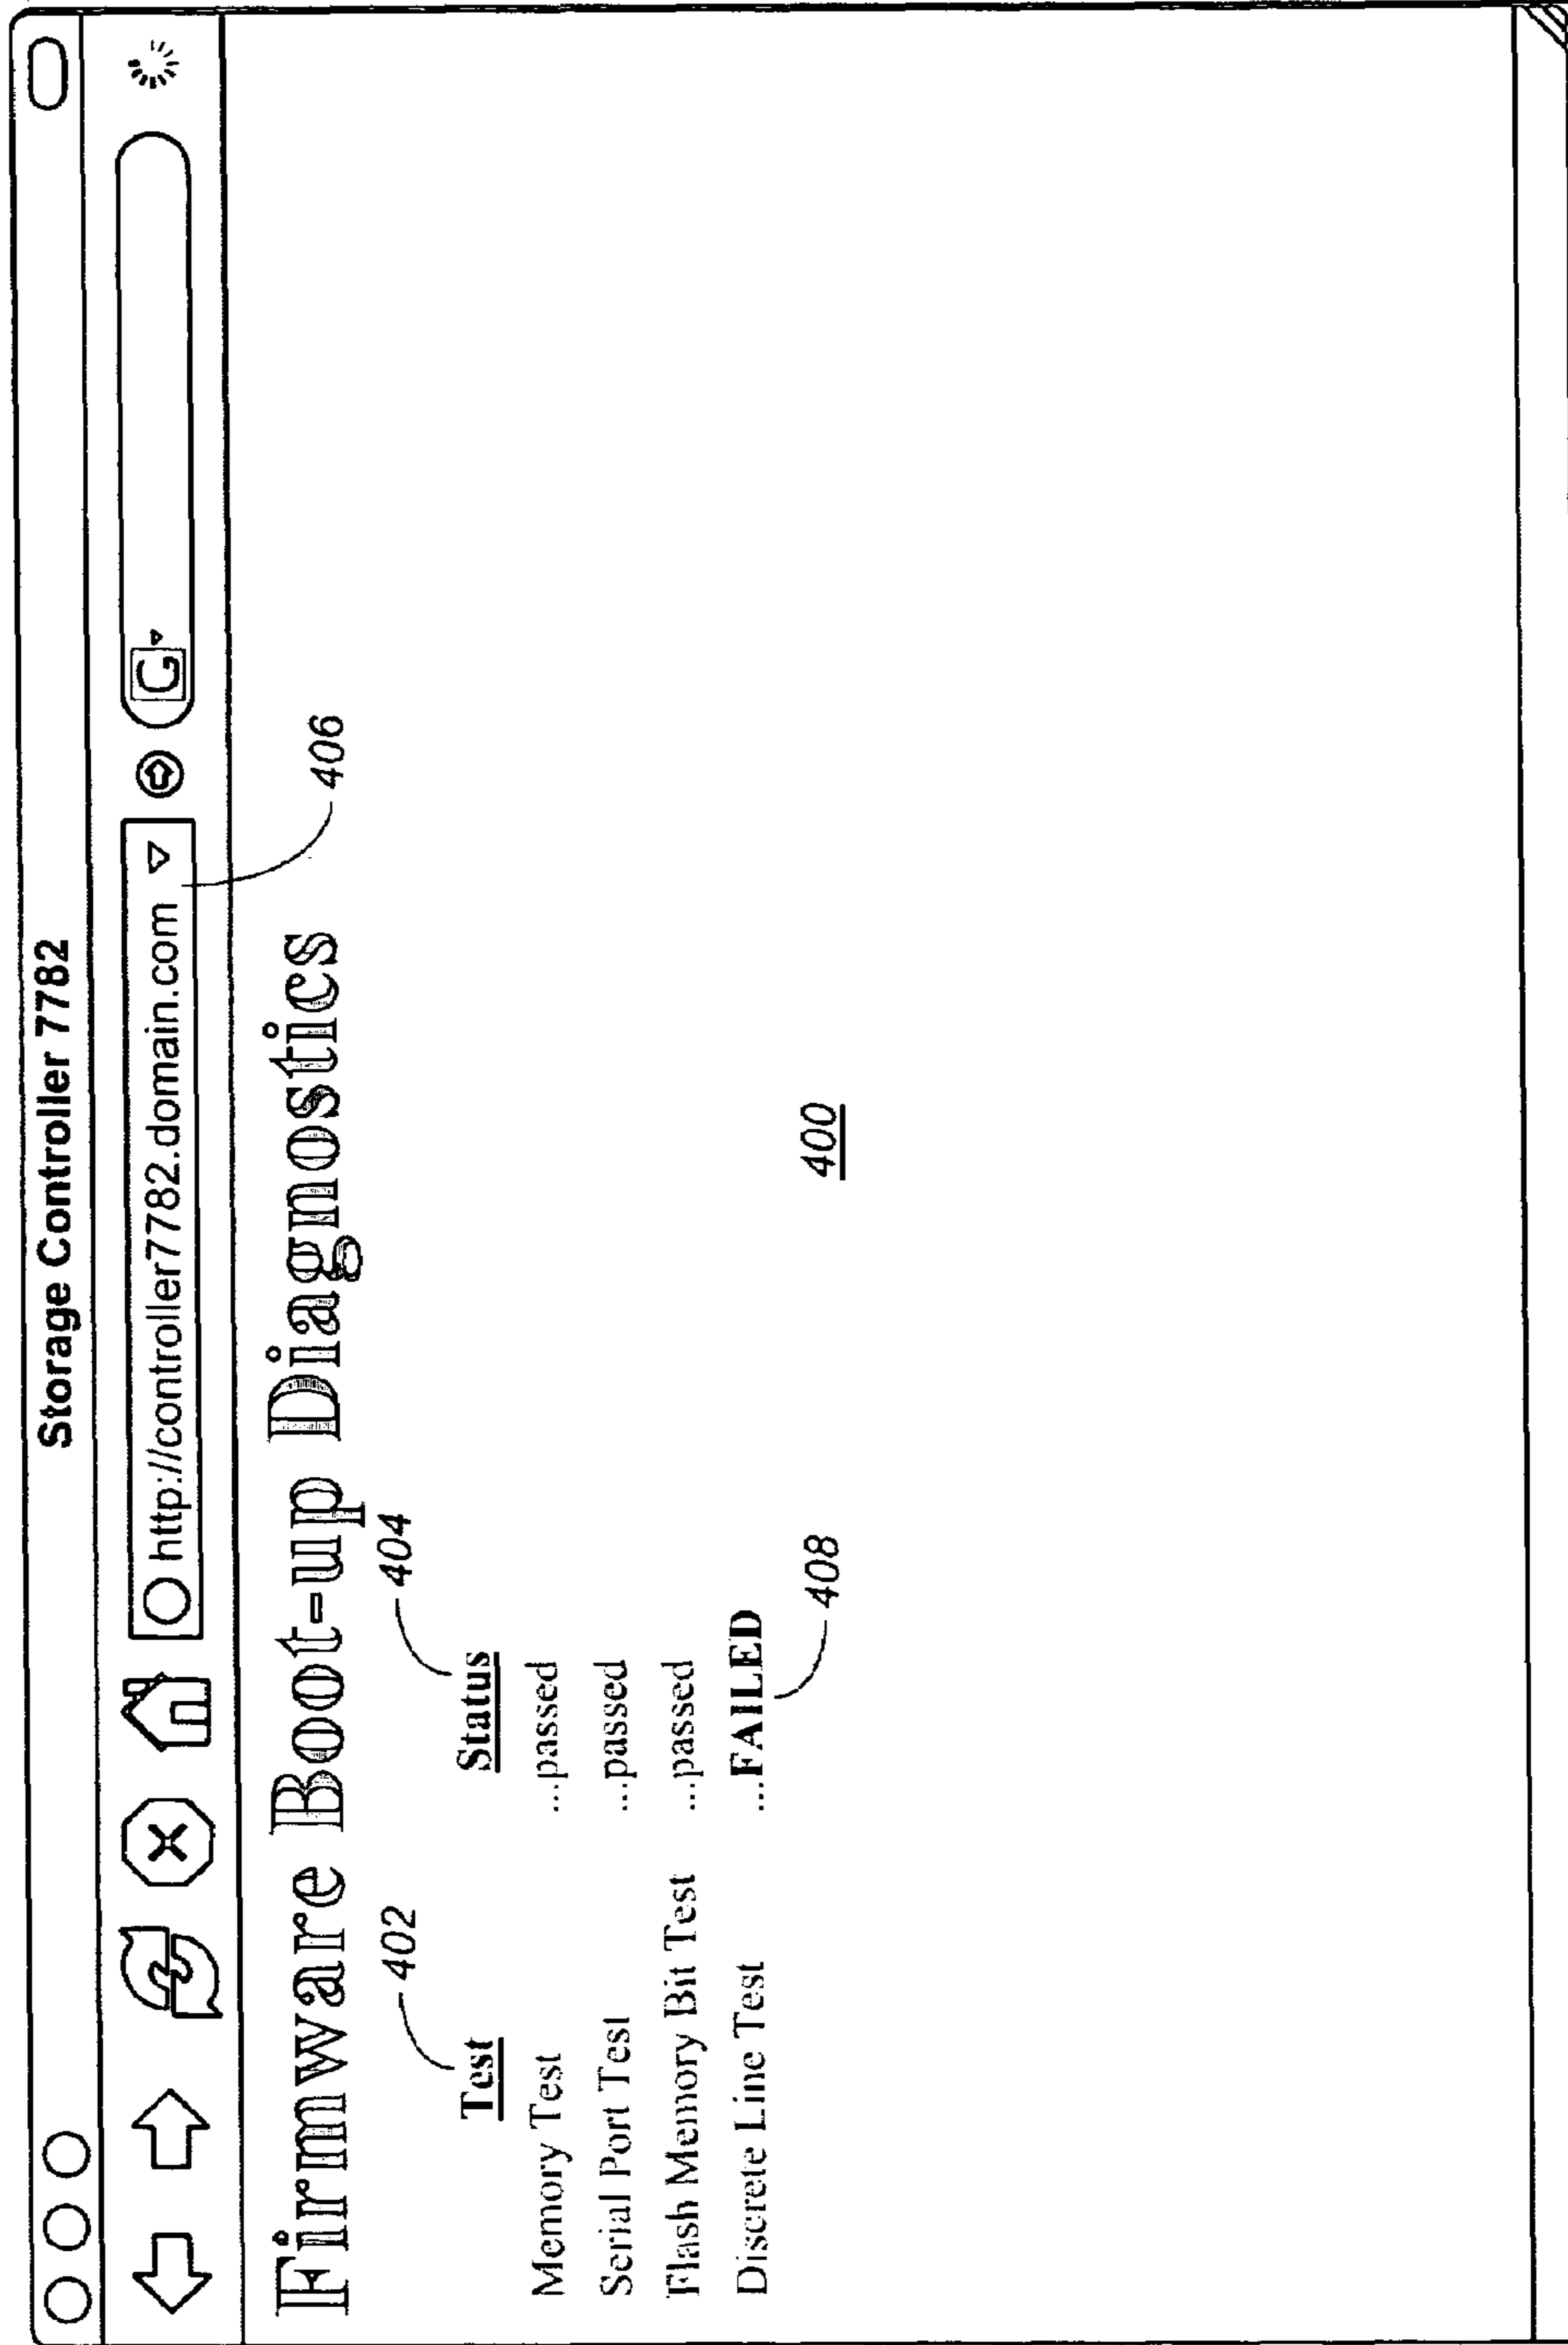 Storage Controller 7782
http://controller7782.domain.com
G
406
Firmware Boot-up Diagnostics
402
404
Test Status
Memory Test ...passed
Serial Port Test ...passed
Flash Memory Bit Test ...passed
Discrete Line Test ...FAILED
408
400